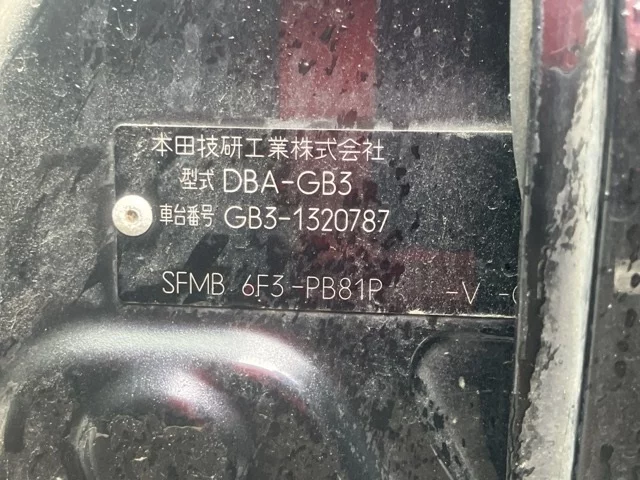 本田技研工業株式会社
型式 DBA-GB3
車台番号 GB3-1320787
SFMB 6F3-PB81P -V -